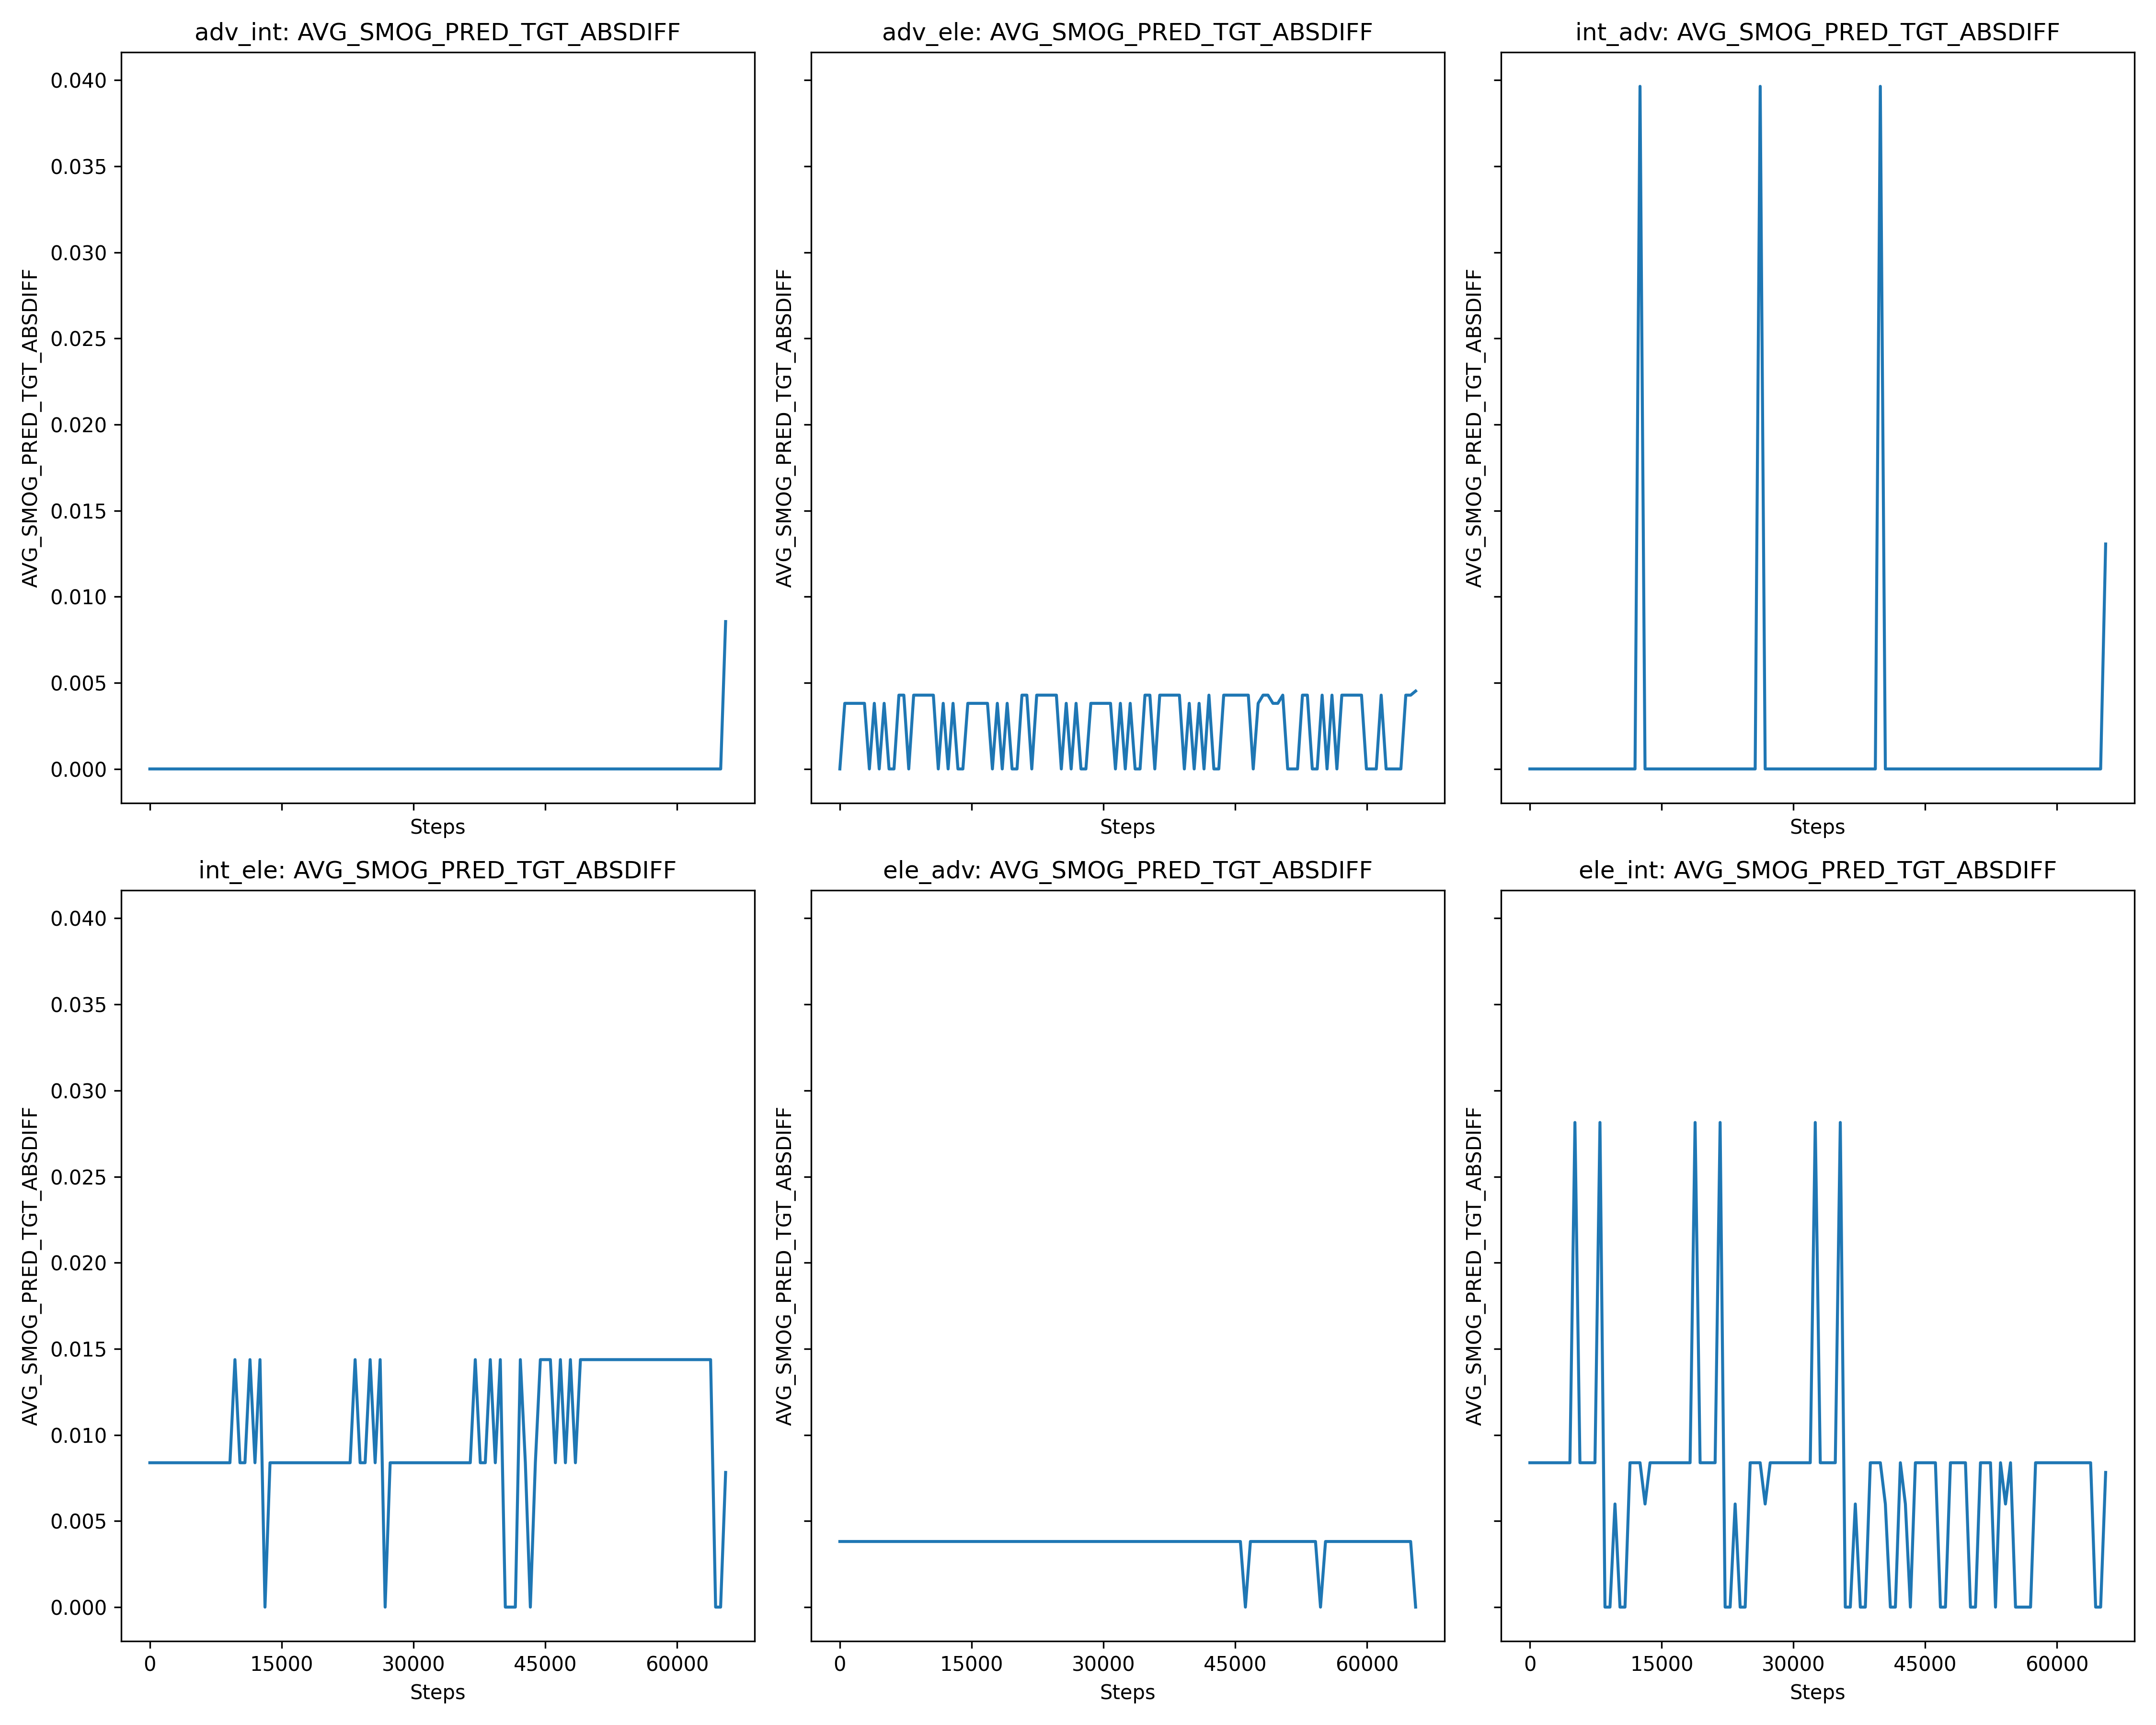 adv_int: AVG_SMOG_PRED_TGT_ABSDIFF
adv_ele: AVG_SMOG_PRED_TGT_ABSDIFF
int_adv: AVG_SMOG_PRED_TGT_ABSDIFF
AVG_SMOG_PRED_TGT_ABSDIFF
0.040
0.035
0.030
0.025
0.020
0.015
0.010
0.005
0.000
Steps
AVG_SMOG_PRED_TGT_ABSDIFF
Steps
AVG_SMOG_PRED_TGT_ABSDIFF
Steps
int_ele: AVG_SMOG_PRED_TGT_ABSDIFF
ele_adv: AVG_SMOG_PRED_TGT_ABSDIFF
ele_int: AVG_SMOG_PRED_TGT_ABSDIFF
AVG_SMOG_PRED_TGT_ABSDIFF
0.040
0.035
0.030
0.025
0.020
0.015
0.010
0.005
0.000
0 15000 30000 45000 60000
Steps
AVG_SMOG_PRED_TGT_ABSDIFF
0 15000 30000 45000 60000
Steps
AVG_SMOG_PRED_TGT_ABSDIFF
0 15000 30000 45000 60000
Steps